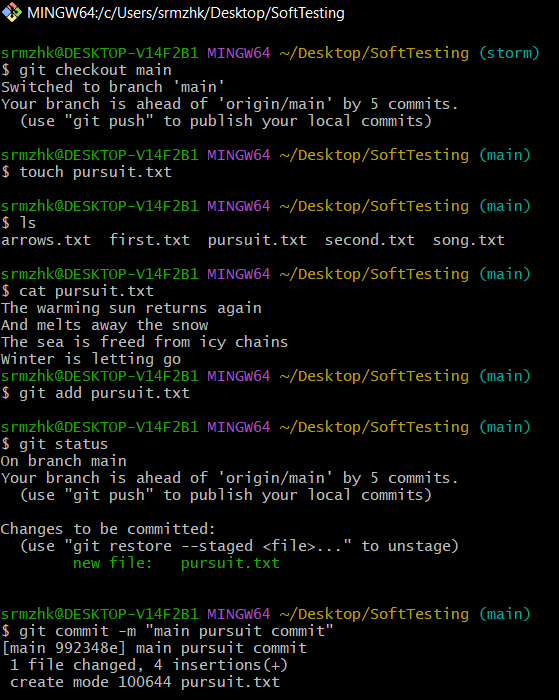 MINGW64:/c/Users/srmzhk/Desktop/SoftTesting
srmzhk@DESKTOP-V14F2B1 MINGW64 ~/Desktop/SoftTesting (storm)
$ git checkout main
Switched to branch 'main'
Your branch is ahead of 'origin/main' by 5 commits.
  (use "git push" to publish your local commits)
srmzhk@DESKTOP-V14F2B1 MINGW64 ~/Desktop/SoftTesting (main)
$ touch pursuit.txt
srmzhk@DESKTOP-V14F2B1 MINGW64 ~/Desktop/SoftTesting (main)
$ ls
arrows.txt  first.txt  pursuit.txt  second.txt  song.txt
srmzhk@DESKTOP-V14F2B1 MINGW64 ~/Desktop/SoftTesting (main)
$ cat pursuit.txt
The warming sun returns again
And melts away the snow
The sea is freed from icy chains
Winter is letting go
srmzhk@DESKTOP-V14F2B1 MINGW64 ~/Desktop/SoftTesting (main)
$ git add pursuit.txt
srmzhk@DESKTOP-V14F2B1 MINGW64 ~/Desktop/SoftTesting (main)
$ git status
On branch main
Your branch is ahead of 'origin/main' by 5 commits.
  (use "git push" to publish your local commits)
Changes to be committed:
  (use "git restore --staged <file>..." to unstage)
        new file:   pursuit.txt
srmzhk@DESKTOP-V14F2B1 MINGW64 ~/Desktop/SoftTesting (main)
$ git commit -m "main pursuit commit"
[main 992348e] main pursuit commit
 1 file changed, 4 insertions(+)
 create mode 100644 pursuit.txt